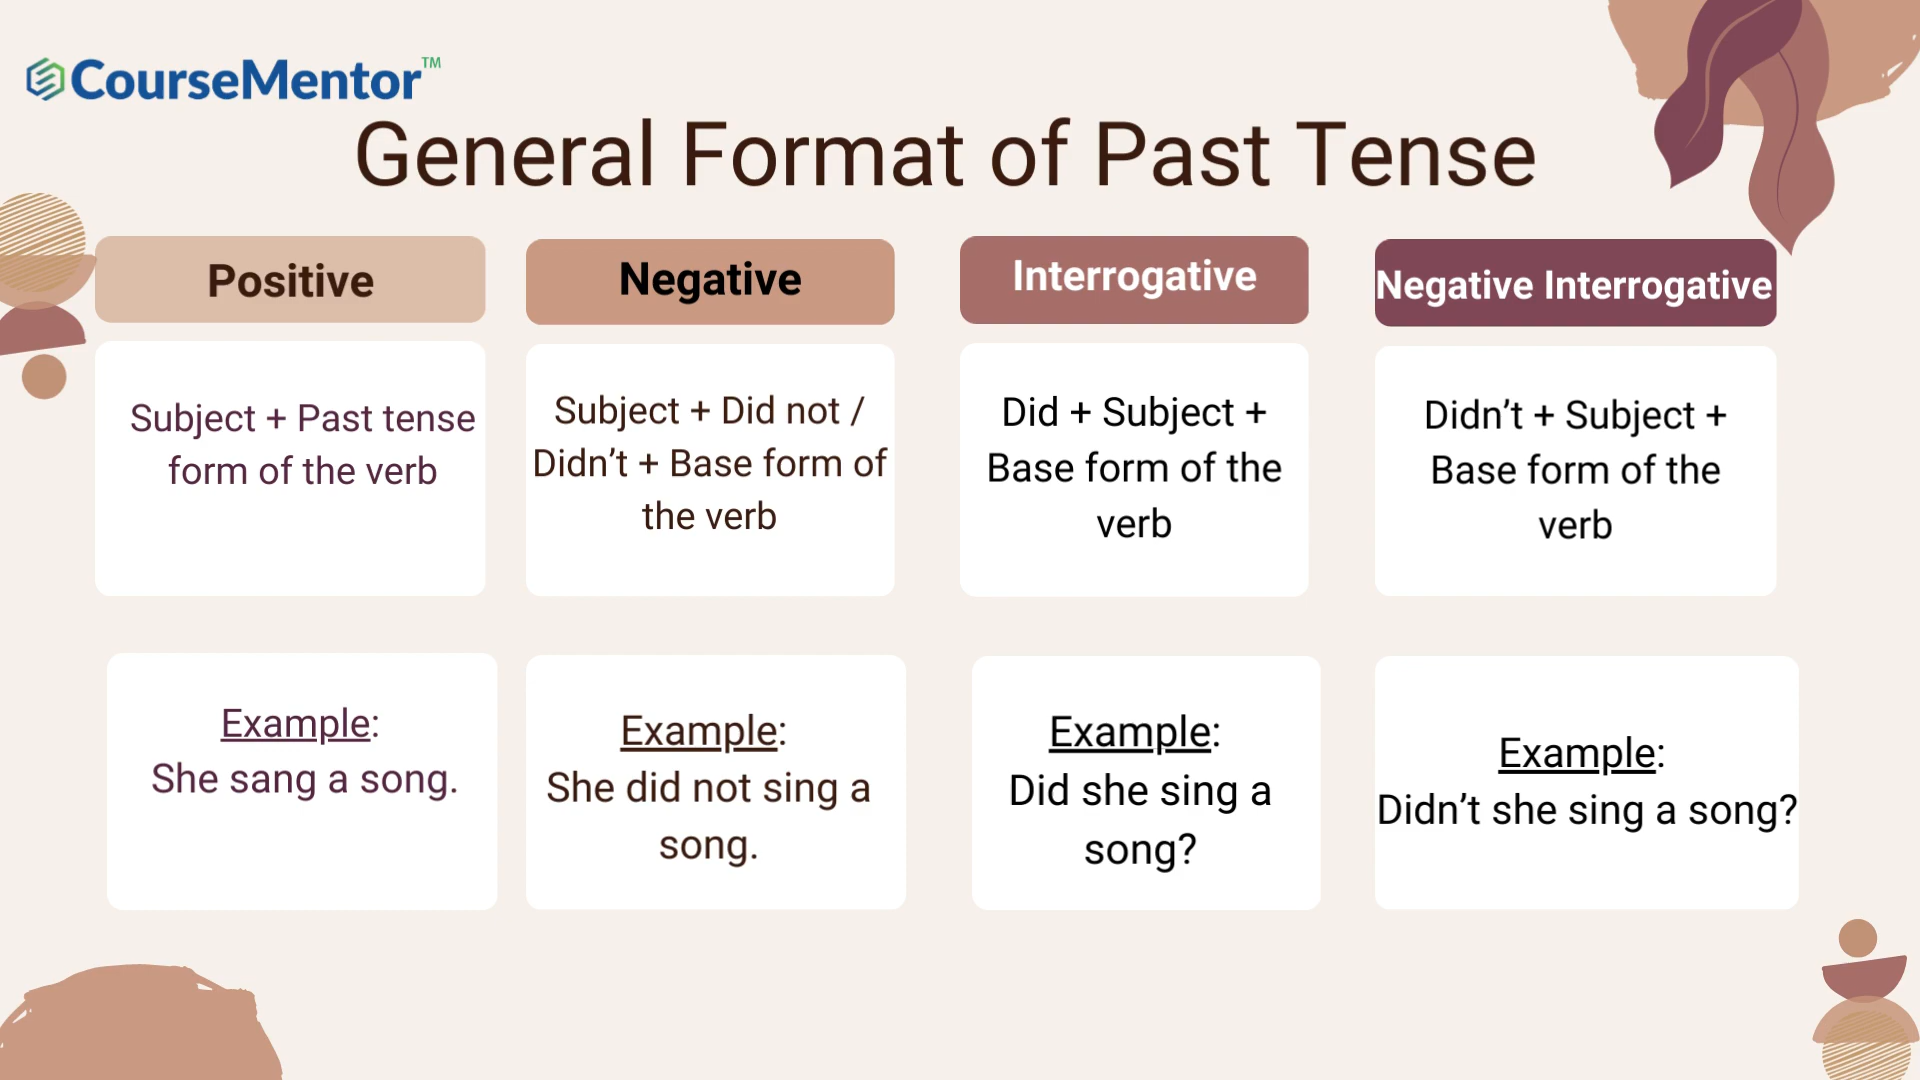 CourseMentor™
General Format of Past Tense
Positive
Negative
Interrogative
Negative Interrogative
Subject + Past tense
form of the verb
Subject + Did not /
Didn’t + Base form of
the verb
Did + Subject +
Base form of the
verb
Didn’t + Subject +
Base form of the
verb
Example:
She sang a song.
Example:
She did not sing a
song.
Example:
Did she sing a
song?
Example:
Didn’t she sing a song?